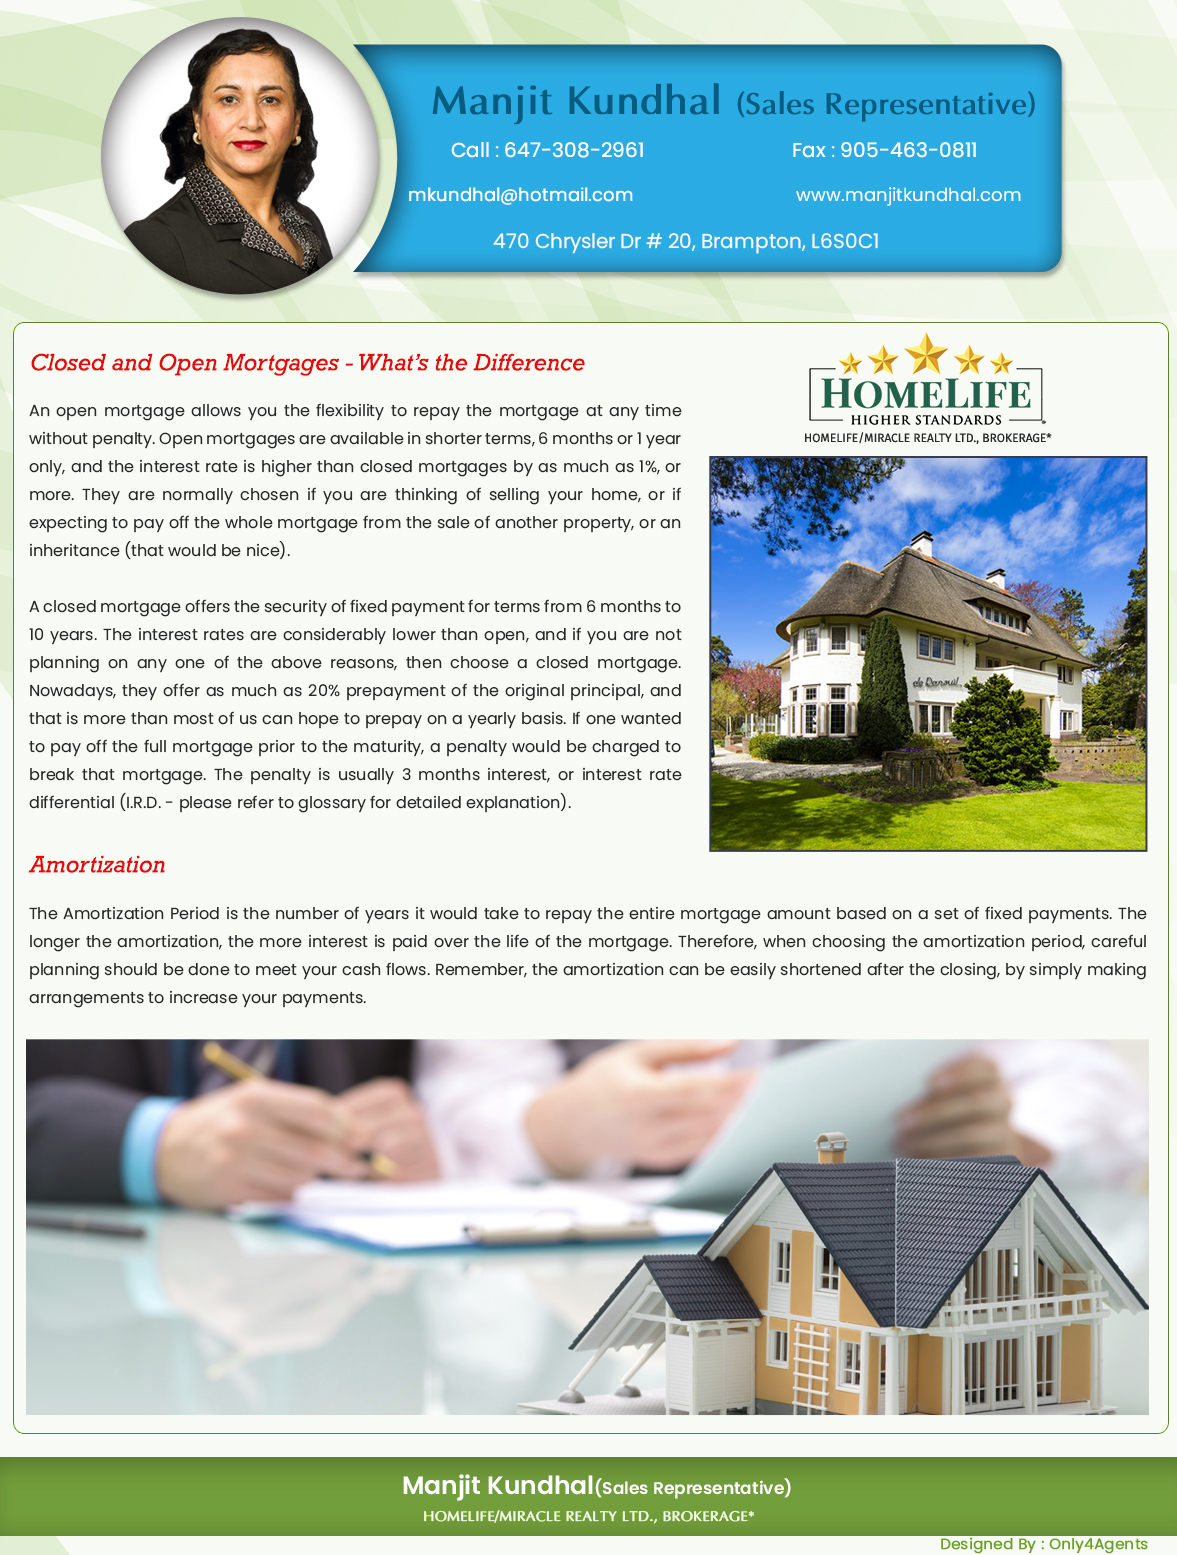 Manjit Kundhal (Sales Representative)
Call : 647-308-2961 Fax : 905-463-0811
mkundhal@hotmail.com www.manjitkundhal.com
470 Chrysler Dr # 20, Brampton, L6S0C1
Closed and Open Mortgages - What's the Difference
An open mortgage allows you the flexibility to repay the mortgage at any time
without penalty. Open mortgages are available in shorter terms, 6 months or 1 year
only, and the interest rate is higher than closed mortgages by as much as 1%, or
more. They are normally chosen if you are thinking of selling your home, or if
expecting to pay off the whole mortgage from the sale of another property, or an
inheritance (that would be nice).
A closed mortgage offers the security of fixed payment for terms from 6 months to
10 years. The interest rates are considerably lower than open, and if you are not
planning on any one of the above reasons, then choose a closed mortgage.
Nowadays, they offer as much as 20% prepayment of the original principal, and
that is more than most of us can hope to prepay on a yearly basis. If one wanted
to pay off the full mortgage prior to the maturity, a penalty would be charged to
break that mortgage. The penalty is usually 3 months interest, or interest rate
differential (I.R.D. - please refer to glossary for detailed explanation).
HOMELIFE
HIGHER STANDARDS
HOMELIFE/MIRACLE REALTY LTD., BROKERAGE*
Amortization
The Amortization Period is the number of years it would take to repay the entire mortgage amount based on a set of fixed payments. The
longer the amortization, the more interest is paid over the life of the mortgage. Therefore, when choosing the amortization period, careful
planning should be done to meet your cash flows. Remember, the amortization can be easily shortened after the closing, by simply making
arrangements to increase your payments.
Manjit Kundhal(Sales Representative)
HOMELIFE/MIRACLE REALTY LTD., BROKERAGE*
Designed By : Only4Agents